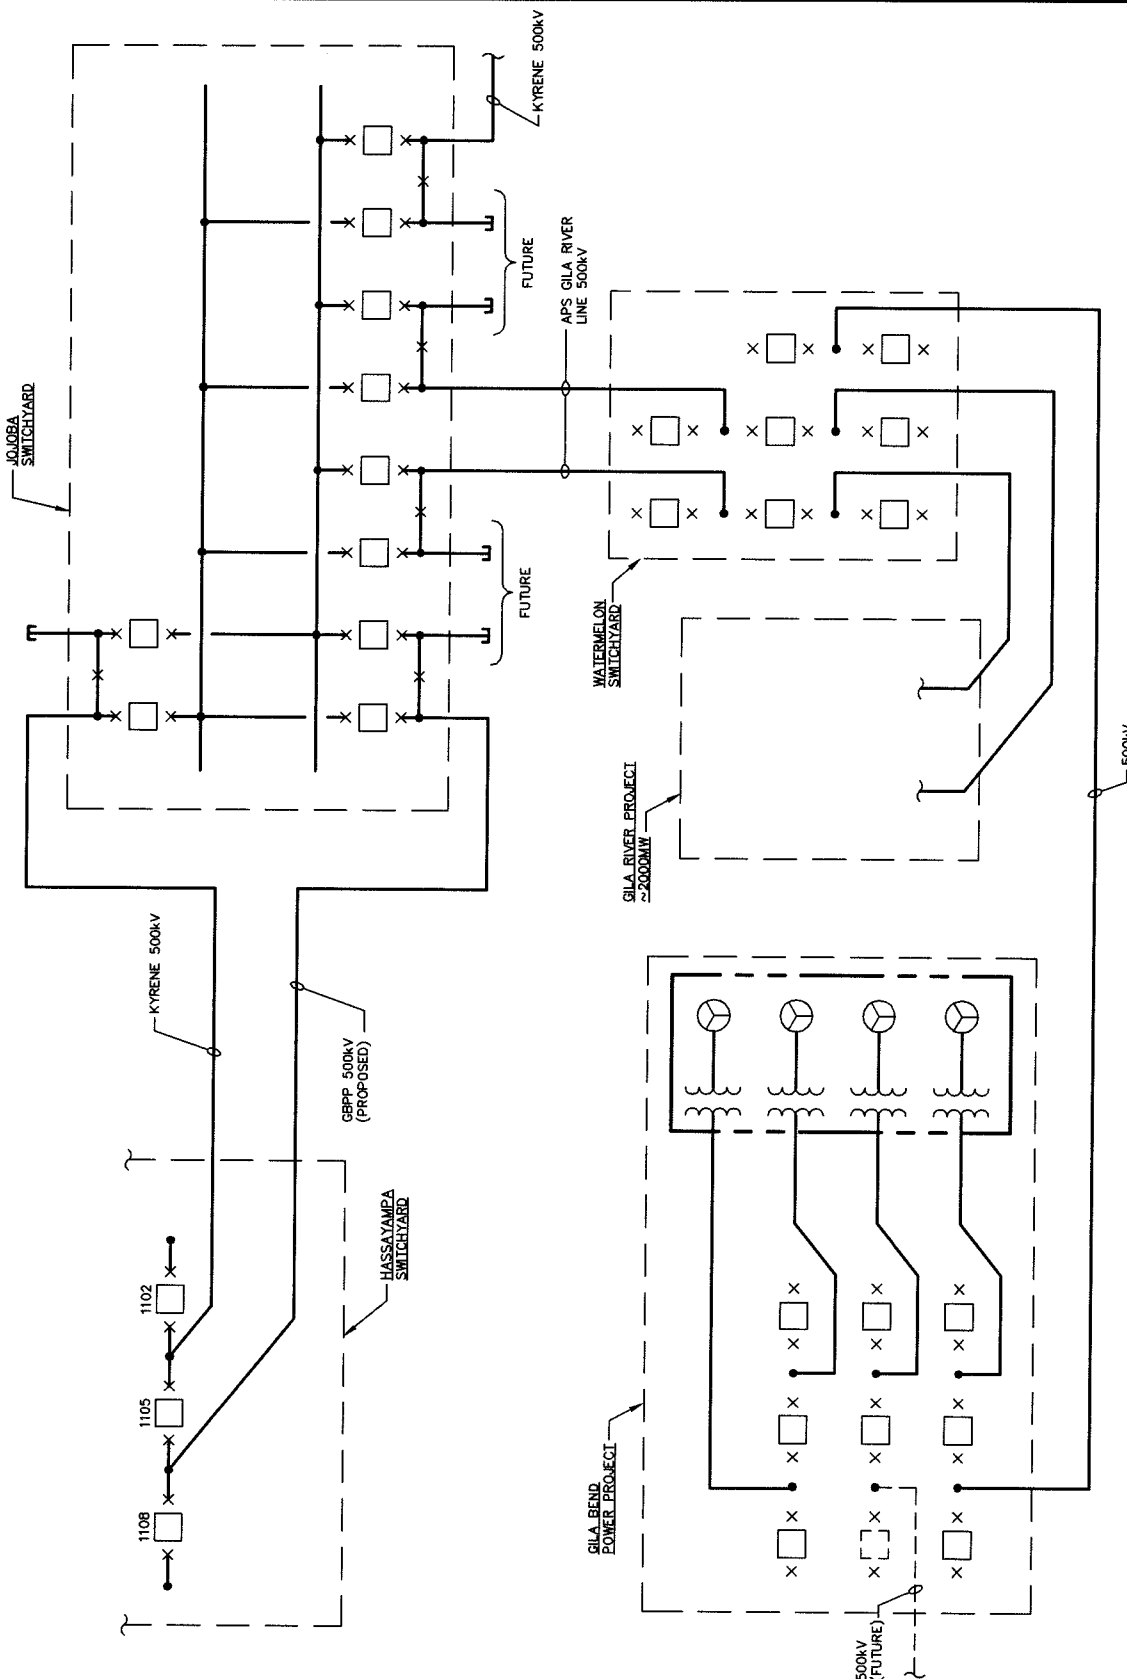 KYRENE 500kV
JOJOBA
SWITCHYARD
FUTURE
APS GILA RIVER
LINE 500kV
FUTURE
WATERMELON
SWITCHYARD
GILA RIVER PROJECT
~2000MW
500kV
KYRENE 500kV
GBPP 500kV
(PROPOSED)
HASSAYAMPA
SWITCHYARD
1102
1105
1108
GILA BEND
POWER PROJECT
500kV
(FUTURE)